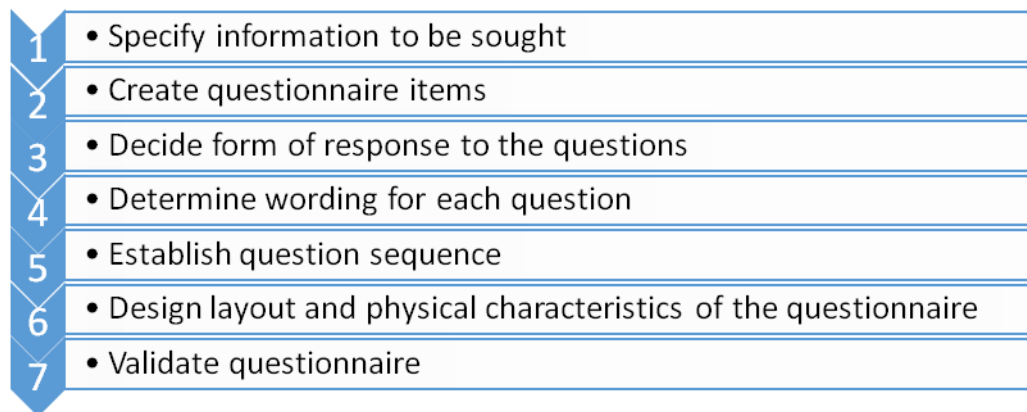 1 • Specify information to be sought
2 • Create questionnaire items
3 • Decide form of response to the questions
4 • Determine wording for each question
5 • Establish question sequence
6 • Design layout and physical characteristics of the questionnaire
7 • Validate questionnaire